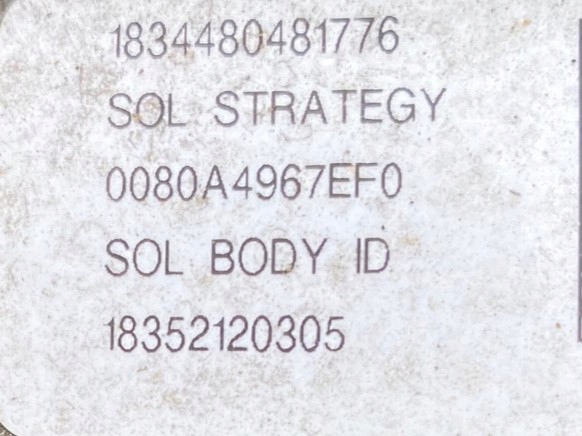 1834480481776
SOL STRATEGY
0080A4967EF0
SOL BODY ID
18352120305